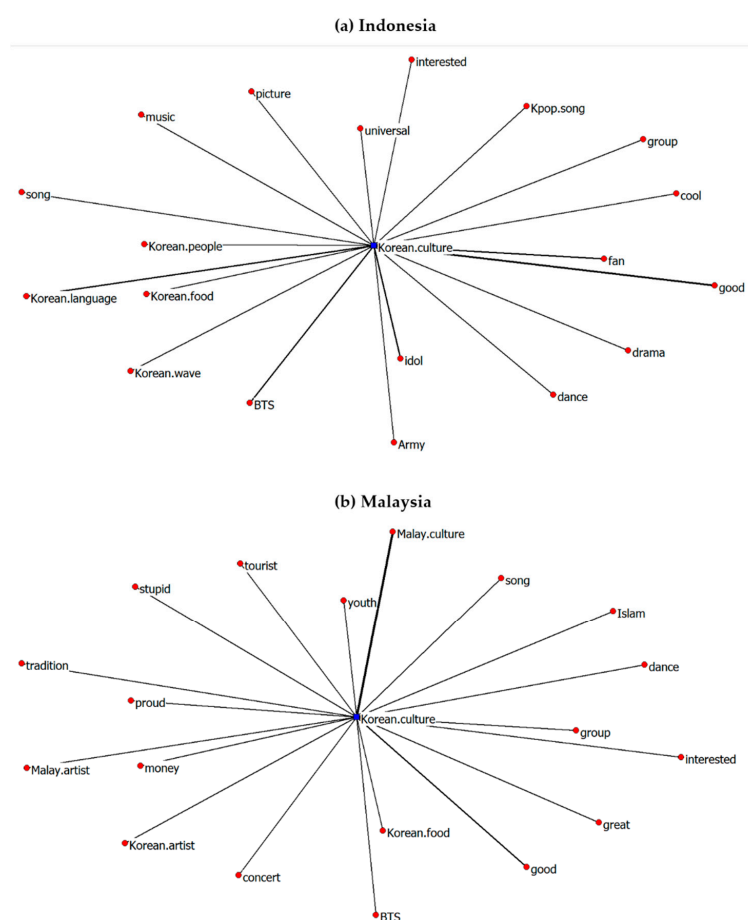 (a) Indonesia
interested
picture
Kpop.song
music
universal
group
song
cool
Korean.people
Korean.culture
fan
good
Korean.language
Korean.food
drama
idol
Korean.wave
dance
BTS
Army
(b) Malaysia
Malay.culture
tourist
song
stupid
youth
Islam
tradition
dance
proud
Korean.culture
group
interested
Malay.artist
money
great
Korean.food
Korean.artist
good
concert
BTS